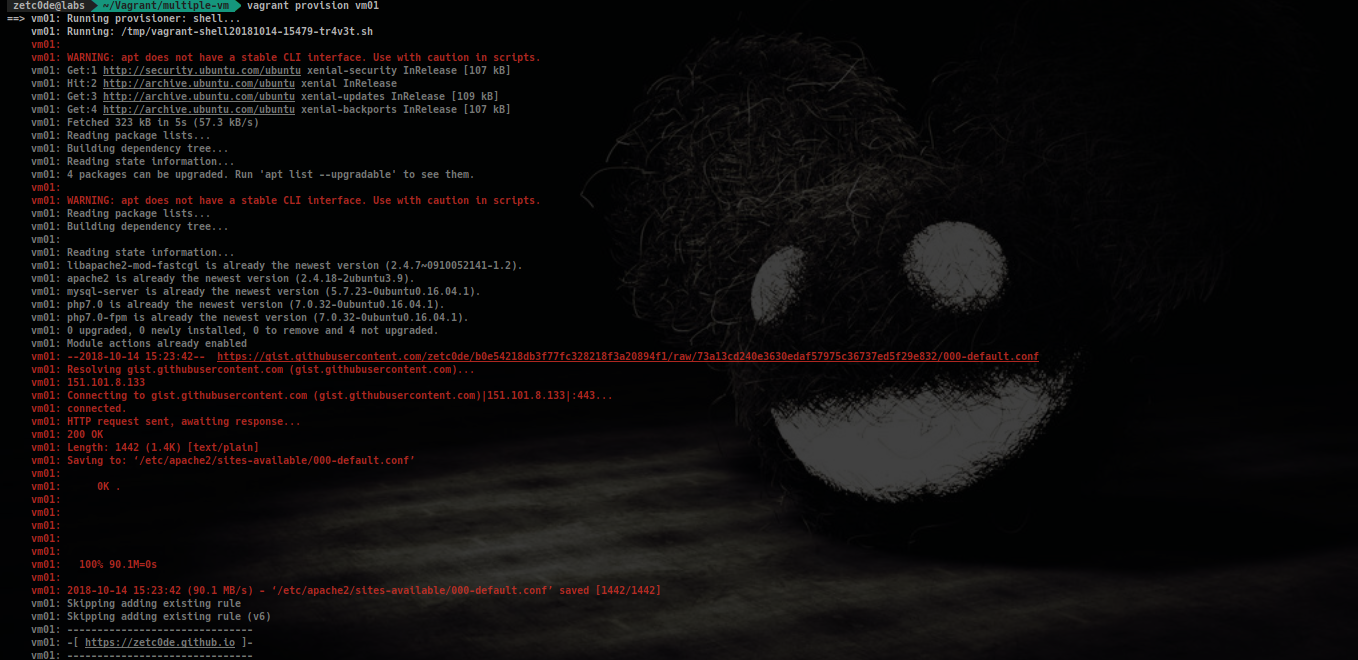 zetc0de@labs ~/Vagrant/multiple-vm vagrant provision vm01
==> vm01: Running provisioner: shell...
vm01: Running: /tmp/vagrant-shell20181014-15479-tr4v3t.sh
vm01:
vm01: WARNING: apt does not have a stable CLI interface. Use with caution in scripts.
vm01: Get:1 http://security.ubuntu.com/ubuntu xenial-security InRelease [107 kB]
vm01: Hit:2 http://archive.ubuntu.com/ubuntu xenial InRelease
vm01: Get:3 http://archive.ubuntu.com/ubuntu xenial-updates InRelease [109 kB]
vm01: Get:4 http://archive.ubuntu.com/ubuntu xenial-backports InRelease [107 kB]
vm01: Fetched 323 kB in 5s (57.3 kB/s)
vm01: Reading package lists...
vm01: Building dependency tree...
vm01: Reading state information...
vm01: 4 packages can be upgraded. Run 'apt list --upgradable' to see them.
vm01:
vm01: WARNING: apt does not have a stable CLI interface. Use with caution in scripts.
vm01: Reading package lists...
vm01: Building dependency tree...
vm01:
vm01: Reading state information...
vm01: libapache2-mod-fastcgi is already the newest version (2.4.7~0910052141-1.2).
vm01: apache2 is already the newest version (2.4.18-2ubuntu3.9).
vm01: mysql-server is already the newest version (5.7.23-0ubuntu0.16.04.1).
vm01: php7.0 is already the newest version (7.0.32-0ubuntu0.16.04.1).
vm01: php7.0-fpm is already the newest version (7.0.32-0ubuntu0.16.04.1).
vm01: 0 upgraded, 0 newly installed, 0 to remove and 4 not upgraded.
vm01: Module actions already enabled
vm01: --2018-10-14 15:23:42-- https://gist.githubusercontent.com/zetc0de/b0e54218db3f77fc328218f3a20894f1/raw/73a13cd240e3630edaf57975c36737ed5f29e832/000-default.conf
vm01: Resolving gist.githubusercontent.com (gist.githubusercontent.com)...
vm01: 151.101.8.133
vm01: Connecting to gist.githubusercontent.com (gist.githubusercontent.com)|151.101.8.133|:443...
vm01: connected.
vm01: HTTP request sent, awaiting response...
vm01: 200 OK
vm01: Length: 1442 (1.4K) [text/plain]
vm01: Saving to: ‘/etc/apache2/sites-available/000-default.conf’
vm01:
vm01: 0K .
vm01:
vm01:
vm01:
vm01:
vm01:
vm01: 100% 90.1M=0s
vm01:
vm01: 2018-10-14 15:23:42 (90.1 MB/s) - ‘/etc/apache2/sites-available/000-default.conf’ saved [1442/1442]
vm01: Skipping adding existing rule
vm01: Skipping adding existing rule (v6)
vm01: -------------------------------
vm01: -[ https://zetc0de.github.io ]-
vm01: -------------------------------